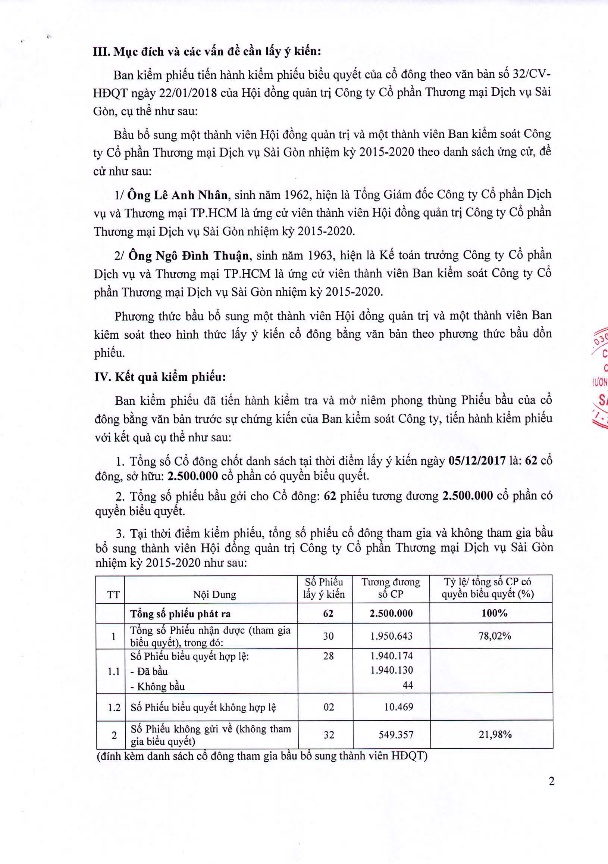 III. Mục đích và các vấn đề cần lấy ý kiến:
Ban kiểm phiếu tiến hành kiểm phiếu biểu quyết của cổ đông theo văn bản số 32/CV-
HĐQT ngày 22/01/2018 của Hội đồng quản trị Công ty Cổ phần Thương mại Dịch vụ Sài
Gòn, cụ thể như sau:
Bầu bổ sung một thành viên Hội đồng quản trị và một thành viên Ban kiểm soát Công
ty Cổ phần Thương mại Dịch vụ Sài Gòn nhiệm kỳ 2015-2020 theo danh sách ứng cử, đề
cử như sau:
1/ Ông Lê Anh Nhân, sinh năm 1962, hiện là Tổng Giám đốc Công ty Cổ phần Dịch
vụ và Thương mại TP.HCM là ứng cử viên thành viên Hội đồng quản trị Công ty Cổ phần
Thương mại Dịch vụ Sài Gòn nhiệm kỳ 2015-2020.
2/ Ông Ngô Đình Thuận, sinh năm 1963, hiện là Kế toán trưởng Công ty Cổ phần
Dịch vụ và Thương mại TP.HCM là ứng cử viên thành viên Ban kiểm soát Công ty Cổ
phần Thương mại Dịch vụ Sài Gòn nhiệm kỳ 2015-2020.
Phương thức bầu bổ sung một thành viên Hội đồng quản trị và một thành viên Ban
kiểm soát theo hình thức lấy ý kiến cổ đông bằng văn bản theo phương thức bầu dồn
phiếu.
IV. Kết quả kiểm phiếu:
Ban kiểm phiếu đã tiến hành kiểm tra và mở niêm phong thùng Phiếu bầu của cổ
đông bằng văn bản trước sự chứng kiến của Ban kiểm soát Công ty, tiến hành kiểm phiếu
với kết quả cụ thể như sau:
1. Tổng số Cổ đông chốt danh sách tại thời điểm lấy ý kiến ngày 05/12/2017 là: 62 cổ
đông, sở hữu: 2.500.000 cổ phần có quyền biểu quyết.
2. Tổng số phiếu bầu gởi cho Cổ đông: 62 phiếu tương đương 2.500.000 cổ phần có
quyền biểu quyết.
3. Tại thời điểm kiểm phiếu, tổng số phiếu cổ đông tham gia và không tham gia bầu
bổ sung thành viên Hội đồng quản trị Công ty Cổ phần Thương mại Dịch vụ Sài Gòn
nhiệm kỳ 2015-2020 như sau:
TT Nội Dung Số Phiếu lấy ý kiến Tương đương số CP Tỷ lệ/ tổng số CP có quyền biểu quyết (%)
Tổng số phiếu phát ra 62 2.500.000 100%
1 Tổng số Phiếu nhận được (tham gia biểu quyết), trong đó: 30 1.950.643 78,02%
Số Phiếu biểu quyết hợp lệ: 28 1.940.174
1.1 - Đã bầu 1.940.130
- Không bầu 44
1.2 Số Phiếu biểu quyết không hợp lệ 02 10.469
2 Số Phiếu không gửi về (không tham gia biểu quyết) 32 549.357 21,98%
(đính kèm danh sách cổ đông tham gia bầu bổ sung thành viên HĐQT)
2